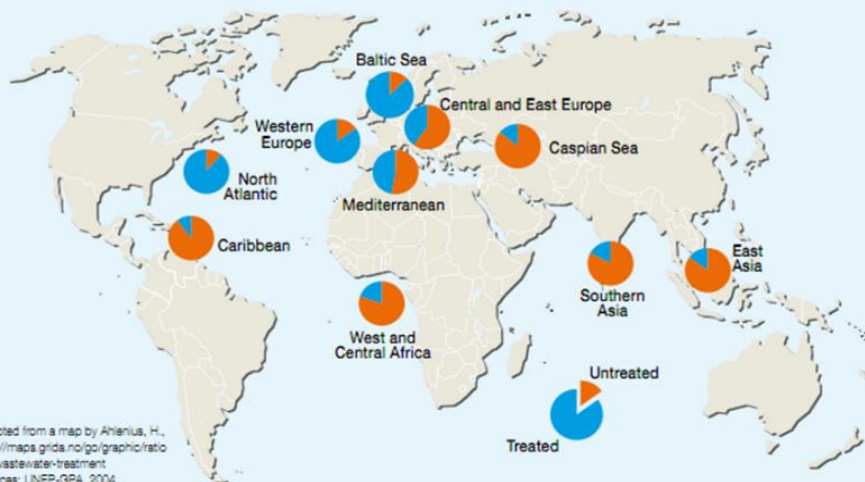 Baltic Sea
Central and East Europe
Western
Europe
Caspian Sea
North
Atlantic
Mediterranean
Caribbean
East
Asia
Southern
Asia
West and
Central Africa
Untreated
Treated
oted from a map by Ahlenius, H.,
//maps.grida.no/go/graphic/ratio
wastewater-treatment
ces: UNEP-GPA, 2004